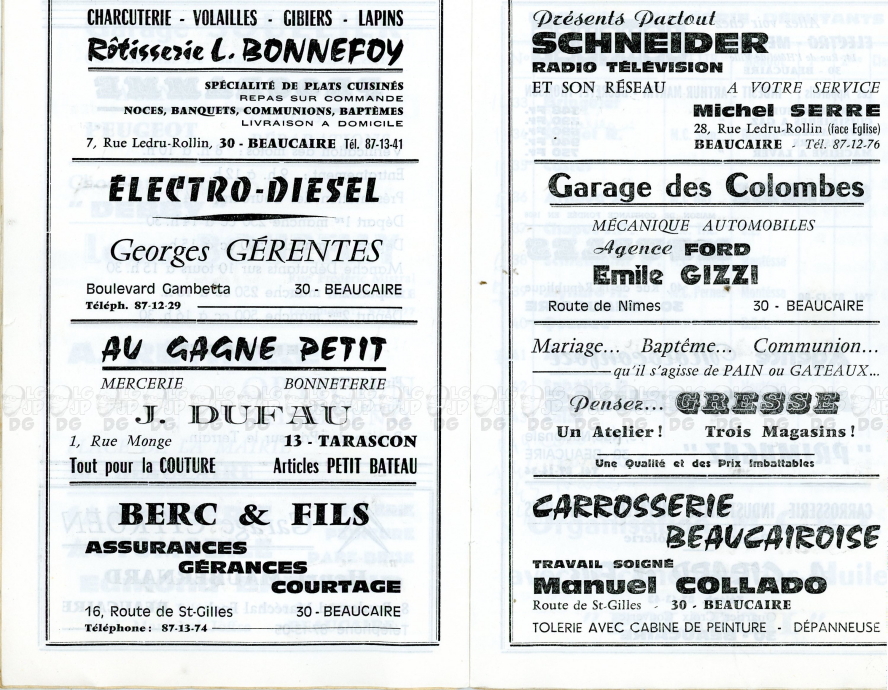 CHARCUTERIE - VOLAILLES - GIBIERS - LAPINS
Rôtisserie L. BONNEFOY
SPÉCIALITÉ DE PLATS CUISINÉS
REPAS SUR COMMANDE
NOCES, BANQUETS, COMMUNIONS, BAPTÊMES
LIVRAISON A DOMICILE
7, Rue Ledru-Rollin, 30 - BEAUCAIRE Tél. 87-13-41
ÉLECTRO-DIESEL
Georges GÉRENTES
Boulevard Gambetta 30 - BEAUCAIRE
Téléph. 87-12-29
AU GAGNE PETIT
MERCERIE BONNETERIE
J. DUFAU
1, Rue Monge 13 - TARASCON
Tout pour la COUTURE Articles PETIT BATEAU
BERC & FILS
ASSURANCES
GÉRANCES
COURTAGE
16, Route de St-Gilles 30 - BEAUCAIRE
Téléphone : 87-13-74
Présents Partout
SCHNEIDER
RADIO TÉLÉVISION
ET SON RÉSEAU A VOTRE SERVICE
Michel SERRE
28, Rue Ledru-Rollin (face Eglise)
BEAUCAIRE - Tél. 87-12-76
Garage des Colombes
MÉCANIQUE AUTOMOBILES
Agence FORD
Emile GIZZI
Route de Nîmes 30 - BEAUCAIRE
Mariage... Baptême... Communion...
qu'il s'agisse de PAIN ou GATEAUX...
Pensez... GRESSE
Un Atelier ! Trois Magasins !
Une Qualité et des Prix Imbattables
CARROSSERIE
BEAUCAIROISE
TRAVAIL SOIGNÉ
Manuel COLLADO
Route de St-Gilles 30 - BEAUCAIRE
TOLERIE AVEC CABINE DE PEINTURE - DÉPANNEUSE